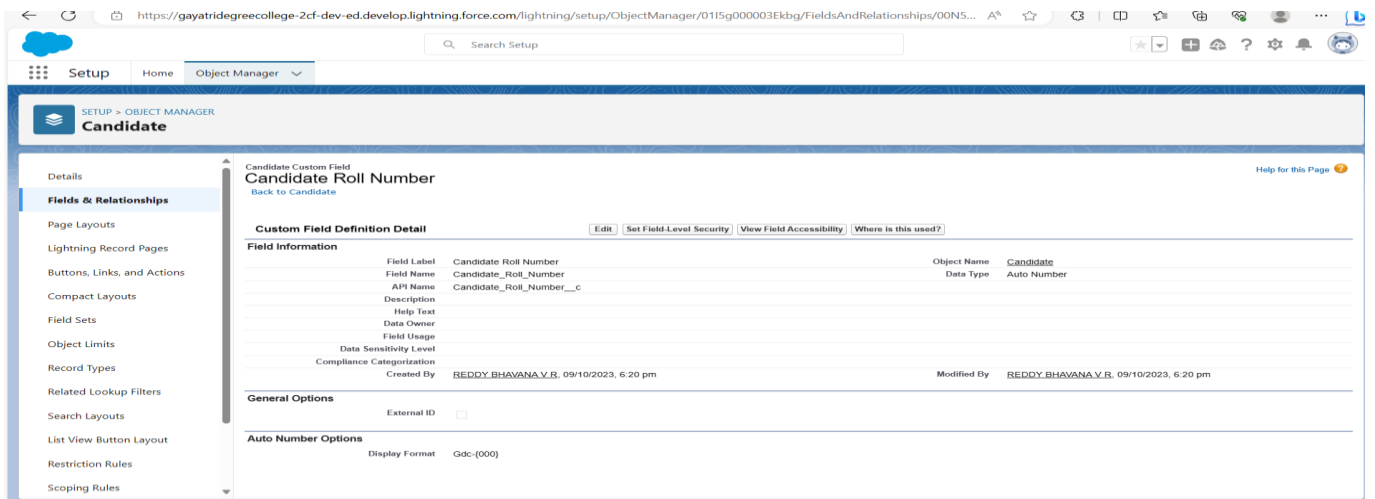 https://gayatridegreecollege-2cf-dev-ed.develop.lightning.force.com/lightning/setup/ObjectManager/01I5g000003Ekbg/FieldsAndRelationships/00N5...
Search Setup
Setup Home Object Manager
SETUP > OBJECT MANAGER
Candidate
Details
Fields & Relationships
Page Layouts
Lightning Record Pages
Buttons, Links, and Actions
Compact Layouts
Field Sets
Object Limits
Record Types
Related Lookup Filters
Search Layouts
List View Button Layout
Restriction Rules
Scoping Rules
Candidate Custom Field
Candidate Roll Number
Back to Candidate
Help for this Page
Custom Field Definition Detail Edit Set Field-Level Security View Field Accessibility Where is this used?
Field Information
Field Label Candidate Roll Number Object Name Candidate
Field Name Candidate_Roll_Number Data Type Auto Number
API Name Candidate_Roll_Number__c
Description
Help Text
Data Owner
Field Usage
Data Sensitivity Level
Compliance Categorization
Created By REDDY BHAVANA V R, 09/10/2023, 6:20 pm Modified By REDDY BHAVANA V R, 09/10/2023, 6:20 pm
General Options
External ID
Auto Number Options
Display Format Gdc-{000}